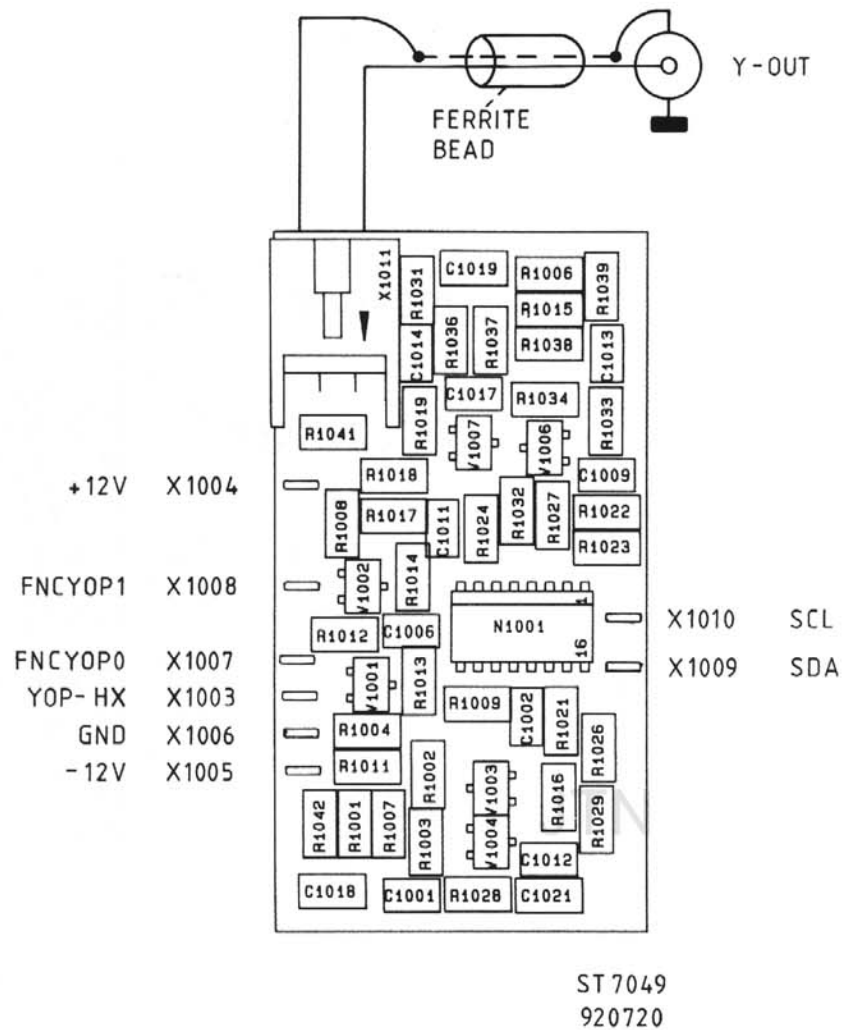 Y-OUT
FERRITE
BEAD
X1011
R1031
C1019
R1006
R1039
R1015
C1014
R1036
R1037
R1038
C1013
C1017
R1034
R1019
R1033
R1041
V1007
V1006
R1018
C1009
+12V X1004
R1008
R1017
C1011
R1024
R1032
R1027
R1022
R1023
FNCYOP1 X1008
V1002
R1014
1
N1001
16
X1010 SCL
R1012
C1006
FNCYOP0 X1007
X1009 SDA
YOP-HX X1003
V1001
R1013
R1009
C1002
R1021
GND X1006
R1004
R1026
-12V X1005
R1011
R1002
V1003
R1016
R1029
TN
R1042
R1001
R1007
R1003
V1004
C1012
C1018
C1001
R1028
C1021
ST 7049
920720